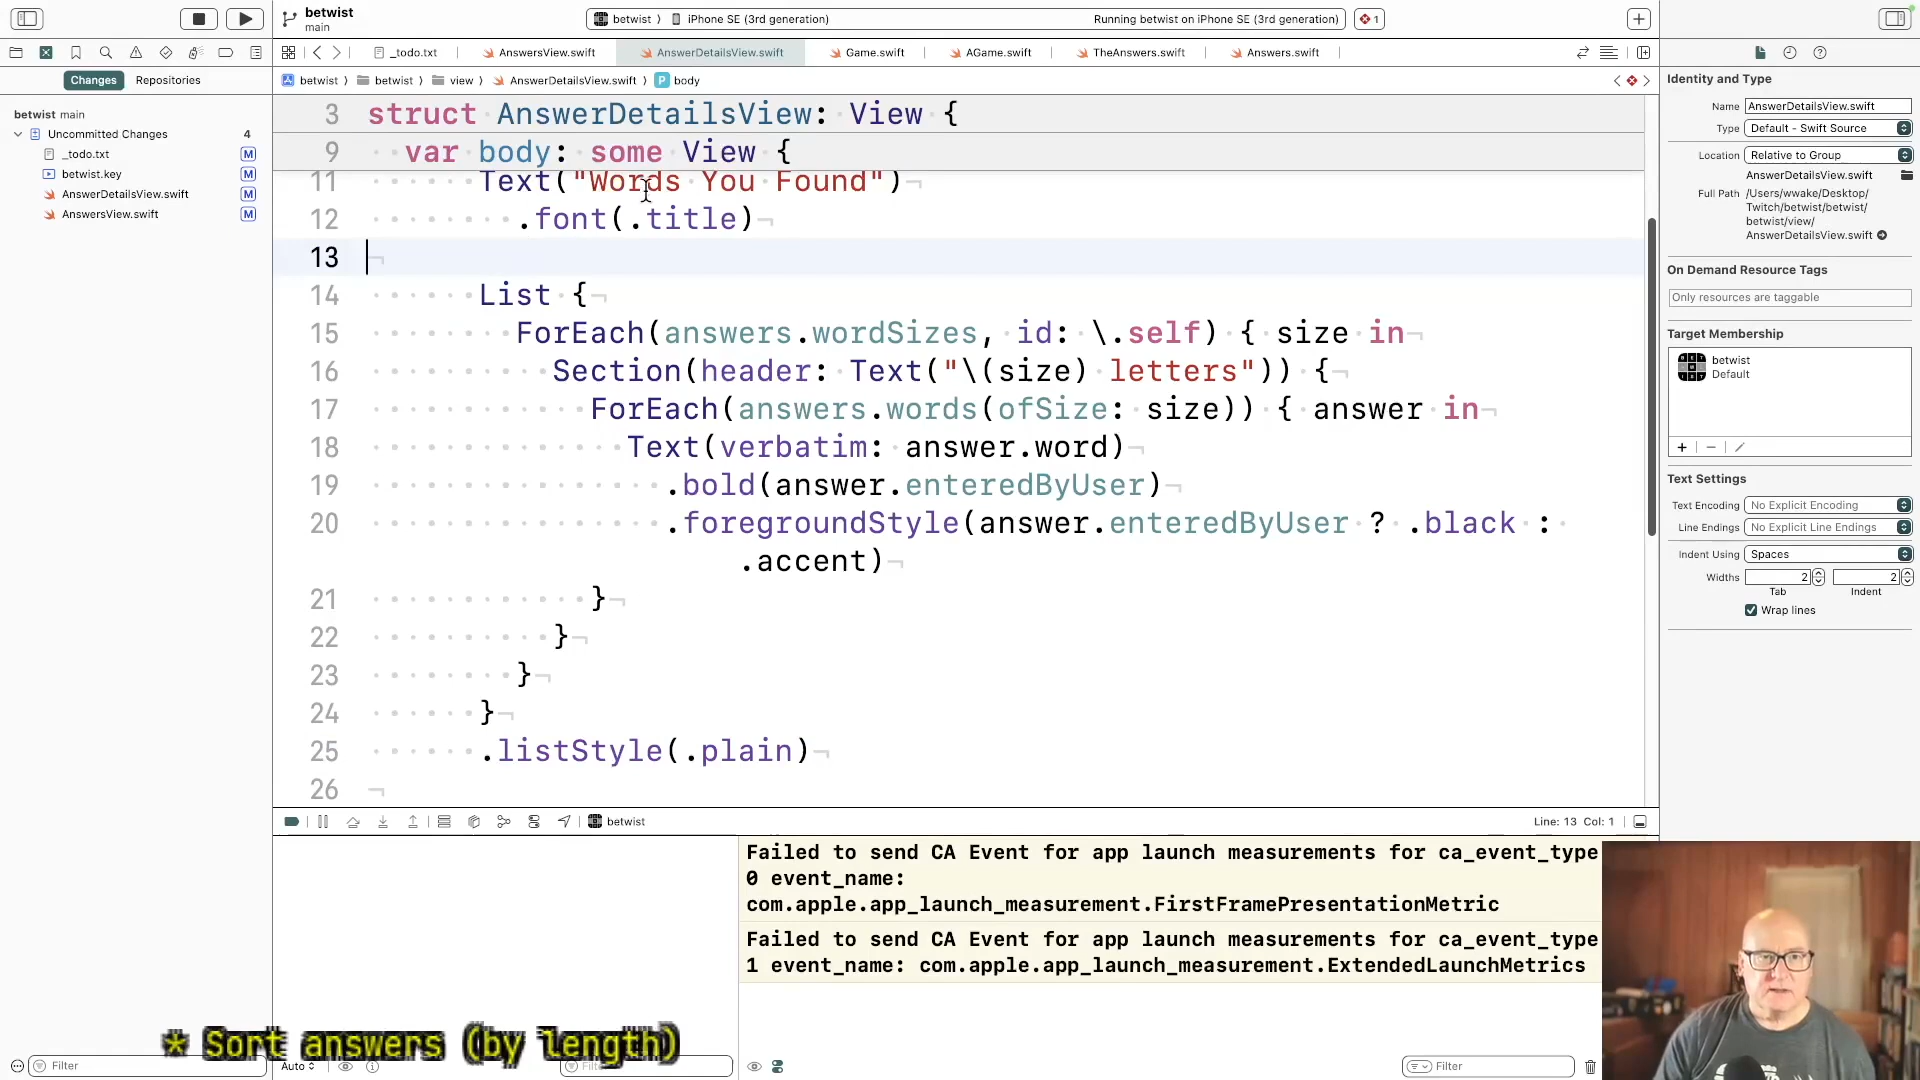 betwist
main
betwist 〉 iPhone SE (3rd generation)
Running betwist on iPhone SE (3rd generation)
1
_todo.txt
AnswersView.swift
AnswerDetailsView.swift
Game.swift
AGame.swift
TheAnswers.swift
Answers.swift
Changes
Repositories
betwist 〉 betwist 〉 view 〉 AnswerDetailsView.swift 〉 P body
betwist main
Uncommitted Changes 4
_todo.txt M
betwist.key M
AnswerDetailsView.swift M
AnswersView.swift M
3 struct AnswerDetailsView: View {
9 var body: some View {
11 Text("Words You Found")
12 .font(.title)
13
14 List {
15 ForEach(answers.wordSizes, id: \.self) { size in
16 Section(header: Text("\(size) letters")) {
17 ForEach(answers.words(ofSize: size)) { answer in
18 Text(verbatim: answer.word)
19 .bold(answer.enteredByUser)
20 .foregroundStyle(answer.enteredByUser ? .black :
.accent)
21 }
22 }
23 }
24 }
25 .listStyle(.plain)
26
betwist
Line: 13 Col: 1
Failed to send CA Event for app launch measurements for ca_event_type
0 event_name:
com.apple.app_launch_measurement.FirstFramePresentationMetric
Failed to send CA Event for app launch measurements for ca_event_type
1 event_name: com.apple.app_launch_measurement.ExtendedLaunchMetrics
* Sort answers (by length)
Filter
Auto
Filter
Identity and Type
Name AnswerDetailsView.swift
Type Default - Swift Source
Location Relative to Group
AnswerDetailsView.swift
Full Path /Users/wwake/Desktop/
Twitch/betwist/betwist/
betwist/view/
AnswerDetailsView.swift
On Demand Resource Tags
Only resources are taggable
Target Membership
betwist
Default
Text Settings
Text Encoding No Explicit Encoding
Line Endings No Explicit Line Endings
Indent Using Spaces
Widths 2 2
Tab Indent
Wrap lines